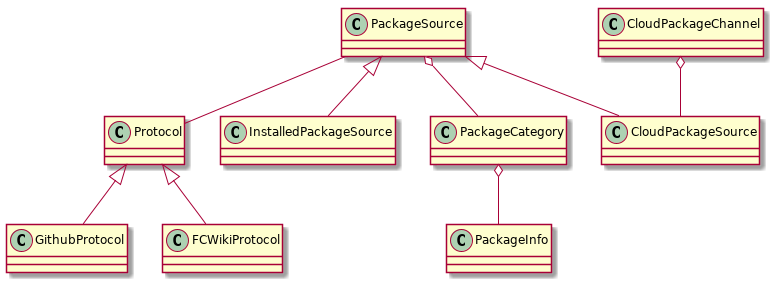 C PackageSource
C CloudPackageChannel
C Protocol
C InstalledPackageSource
C PackageCategory
C CloudPackageSource
C GithubProtocol
C FCWikiProtocol
C PackageInfo